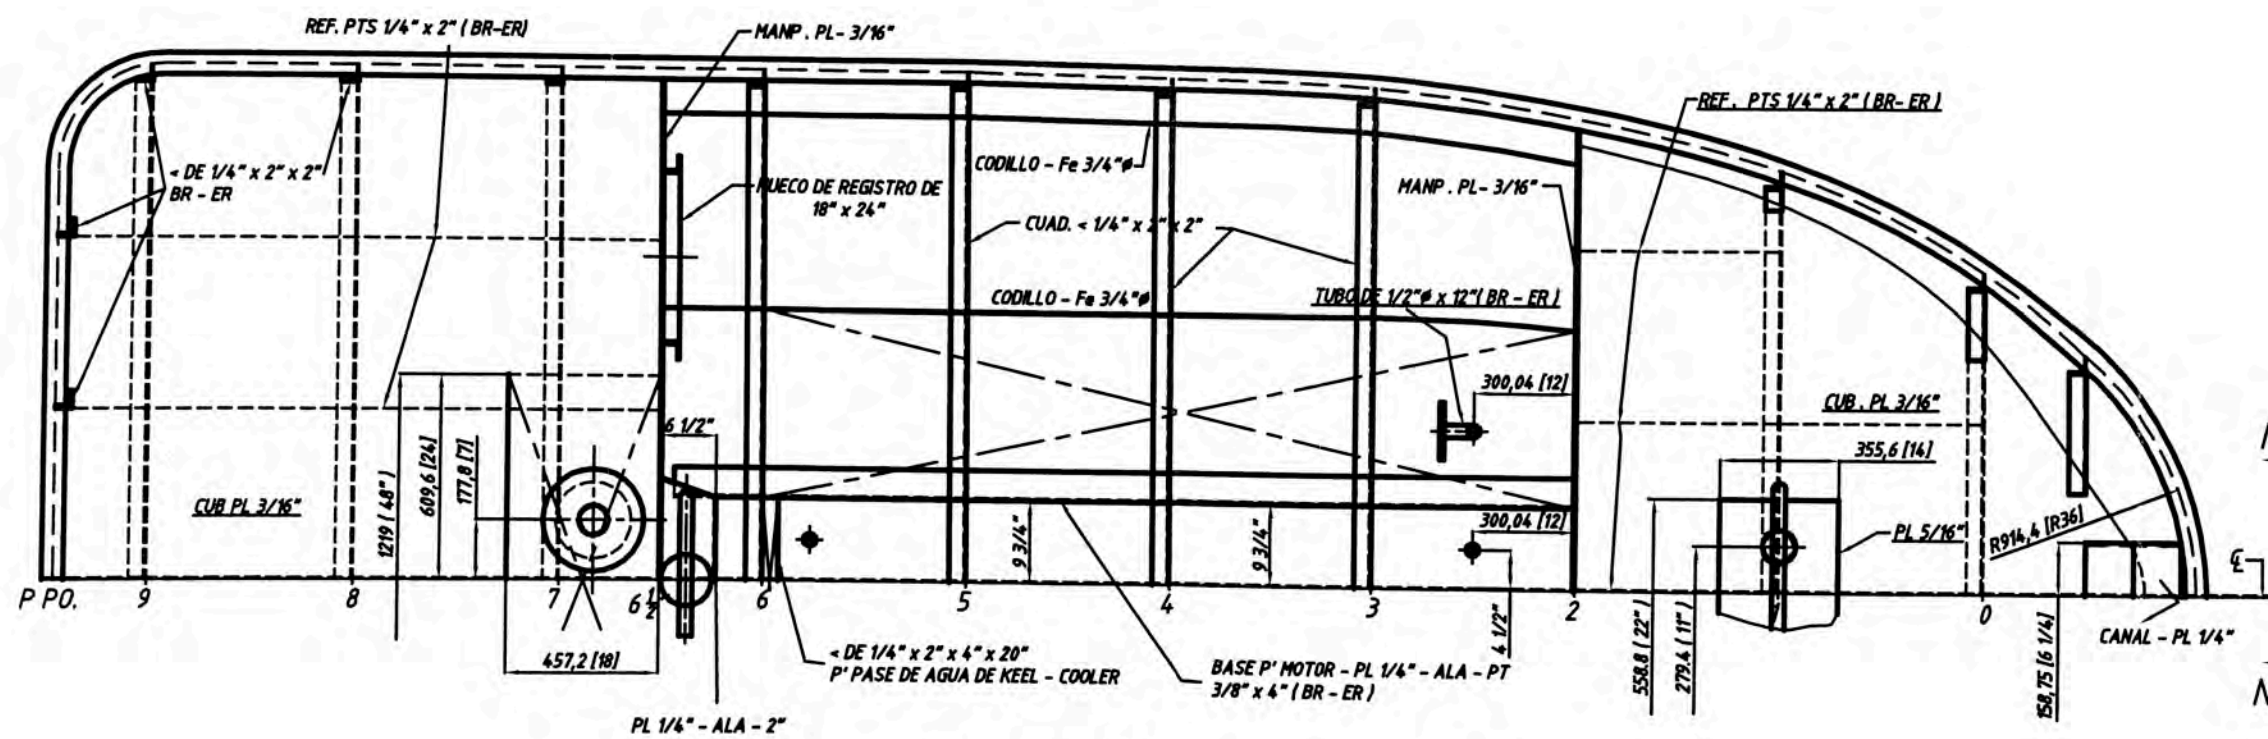 REF. PTS 1/4" x 2" ( BR-ER)
MANP . PL- 3/16"
REF. PTS 1/4" x 2" ( BR- ER )
< DE 1/4" x 2" x 2"
BR - ER
CODILLO - Fe 3/4"ø
HUECO DE REGISTRO DE
18" x 24"
MANP . PL- 3/16"
CUAD. < 1/4" x 2" x 2"
CODILLO - Fe 3/4"ø
TUBO DE 1/2"ø x 12"( BR - ER )
300,04 [12]
CUB . PL 3/16"
6 1/2"
355,6 [14]
1219 ( 48" )
609,6 [24]
177,8 [7]
CUB PL 3/16"
9 3/4"
9 3/4"
300,04 [12]
PL 5/16"
R914,4 [R36]
P PO.
9
8
7
6 1/2
6
5
4
3
2
0
℄
4 1/2"
558.8 ( 22" )
279.4 ( 11" )
158,75 [6 1/4]
CANAL - PL 1/4"
457,2 [18]
< DE 1/4" x 2" x 4" x 20"
P' PASE DE AGUA DE KEEL - COOLER
BASE P' MOTOR - PL 1/4" - ALA - PT
3/8" x 4" ( BR - ER )
PL 1/4" - ALA - 2"